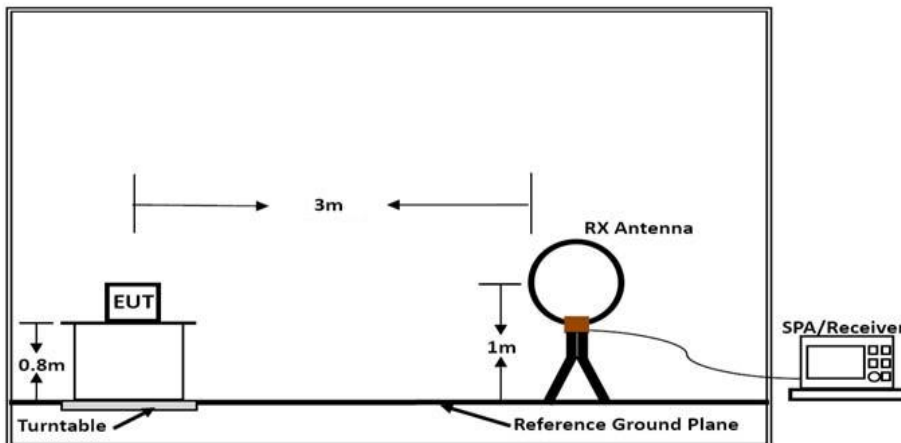 3m
RX Antenna
EUT
SPA/Receiver
0.8m
1m
Turntable
Reference Ground Plane